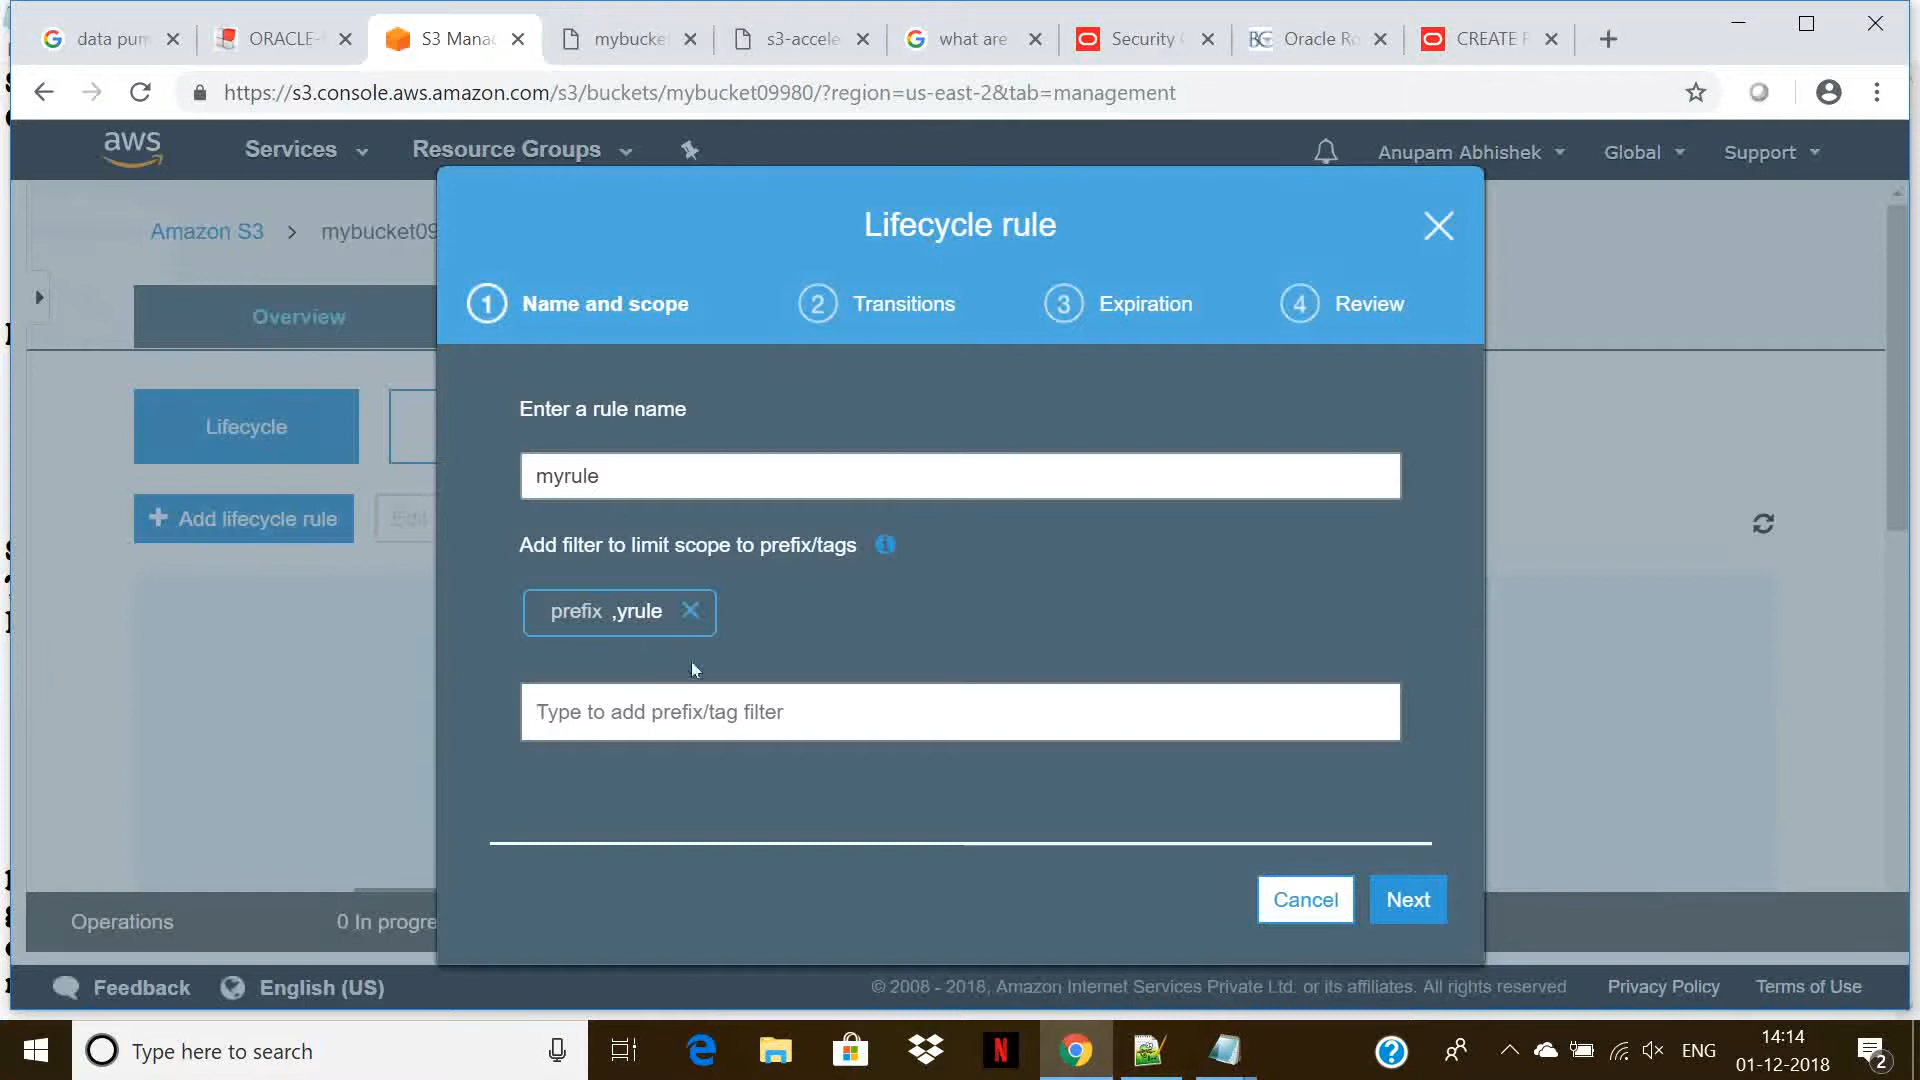 data pum
ORACLE-
S3 Mana
mybucke
s3-accele
what are
Security
Oracle Ro
CREATE
https://s3.console.aws.amazon.com/s3/buckets/mybucket09980/?region=us-east-2&tab=management
aws
Services
Resource Groups
Anupam Abhishek
Global
Support
Lifecycle rule
Amazon S3
mybucket09
1 Name and scope
2 Transitions
3 Expiration
4 Review
Overview
Enter a rule name
Lifecycle
myrule
+ Add lifecycle rule
Edit
Add filter to limit scope to prefix/tags
prefix ,yrule
Type to add prefix/tag filter
Cancel
Next
Operations
0 In progre
Feedback
English (US)
© 2008 - 2018, Amazon Internet Services Private Ltd. or its affiliates. All rights reserved
Privacy Policy
Terms of Use
Type here to search
ENG
14:14
01-12-2018
2